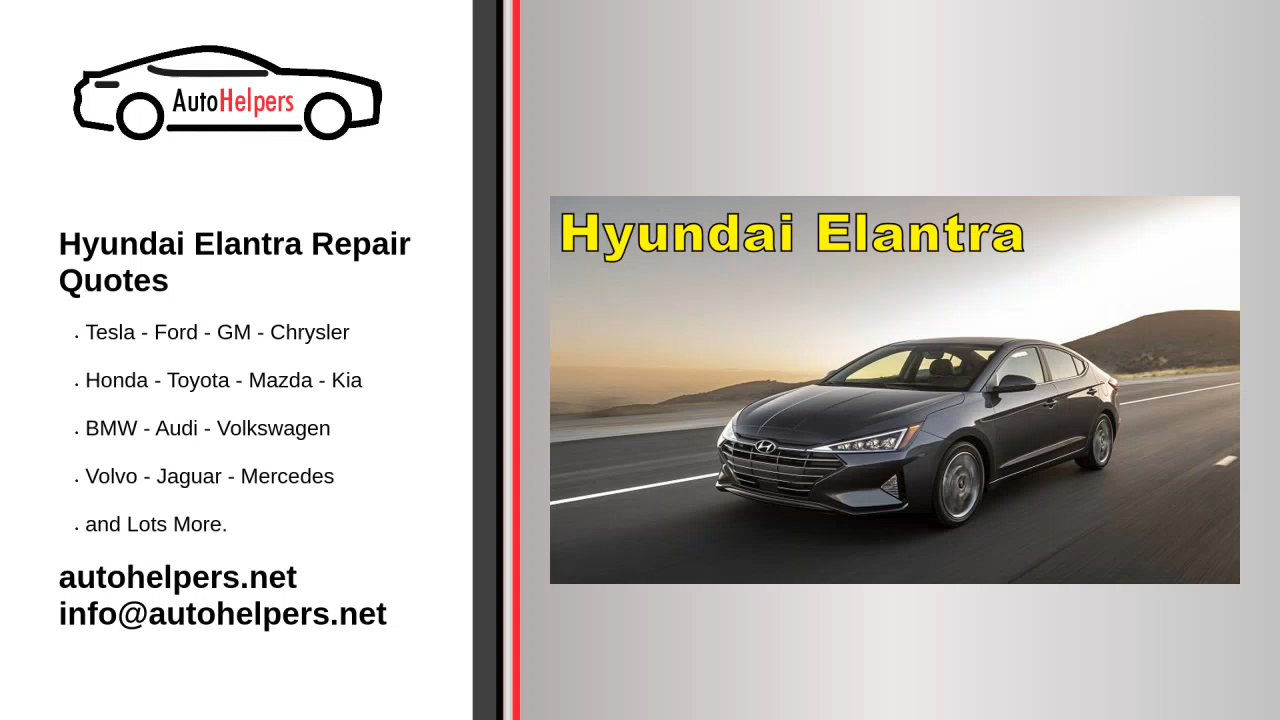 AutoHelpers
Hyundai Elantra Repair
Quotes
. Tesla - Ford - GM - Chrysler
. Honda - Toyota - Mazda - Kia
. BMW - Audi - Volkswagen
. Volvo - Jaguar - Mercedes
. and Lots More.
autohelpers.net
info@autohelpers.net
Hyundai Elantra